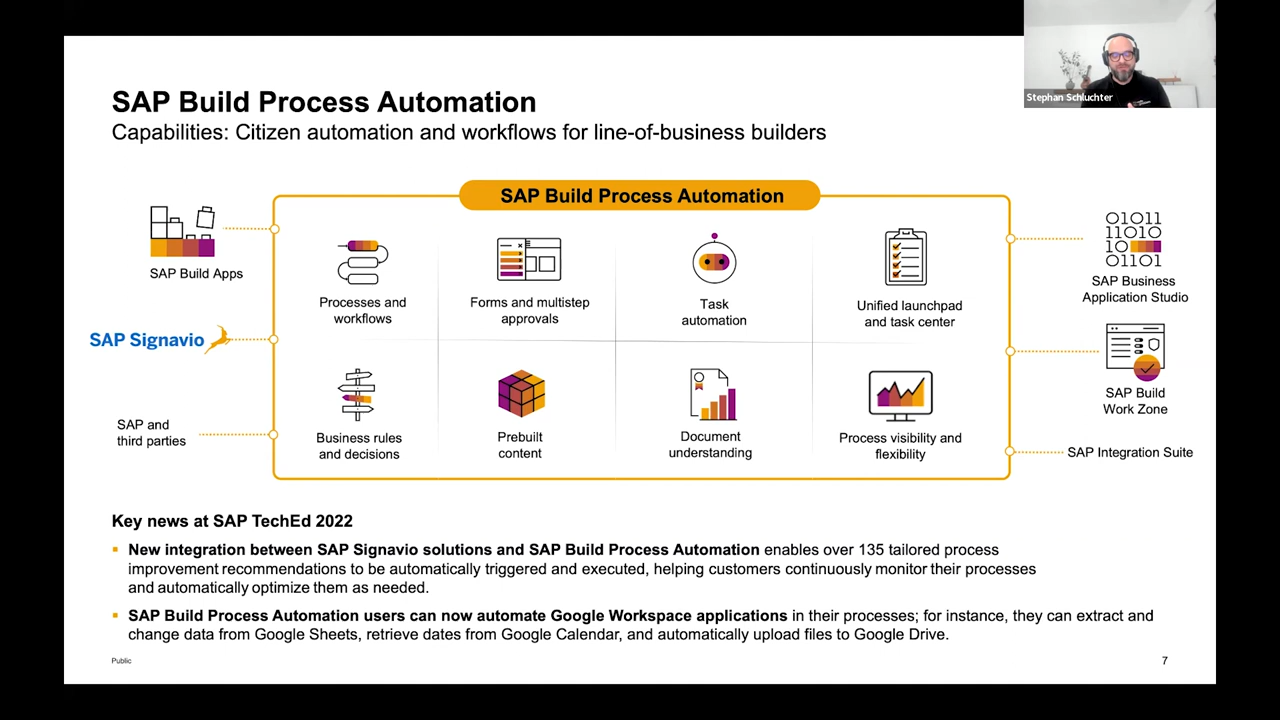 Stephan Schluchter
SAP Build Process Automation
Capabilities: Citizen automation and workflows for line-of-business builders
SAP Build Process Automation
SAP Build Apps
SAP Signavio
SAP and
third parties
Processes and
workflows
Forms and multistep
approvals
Task
automation
Unified launchpad
and task center
Business rules
and decisions
Prebuilt
content
Document
understanding
Process visibility and
flexibility
01011
11010
10
01101
SAP Business
Application Studio
SAP Build
Work Zone
SAP Integration Suite
Key news at SAP TechEd 2022
New integration between SAP Signavio solutions and SAP Build Process Automation enables over 135 tailored process
improvement recommendations to be automatically triggered and executed, helping customers continuously monitor their processes
and automatically optimize them as needed.
SAP Build Process Automation users can now automate Google Workspace applications in their processes; for instance, they can extract and
change data from Google Sheets, retrieve dates from Google Calendar, and automatically upload files to Google Drive.
Public
7